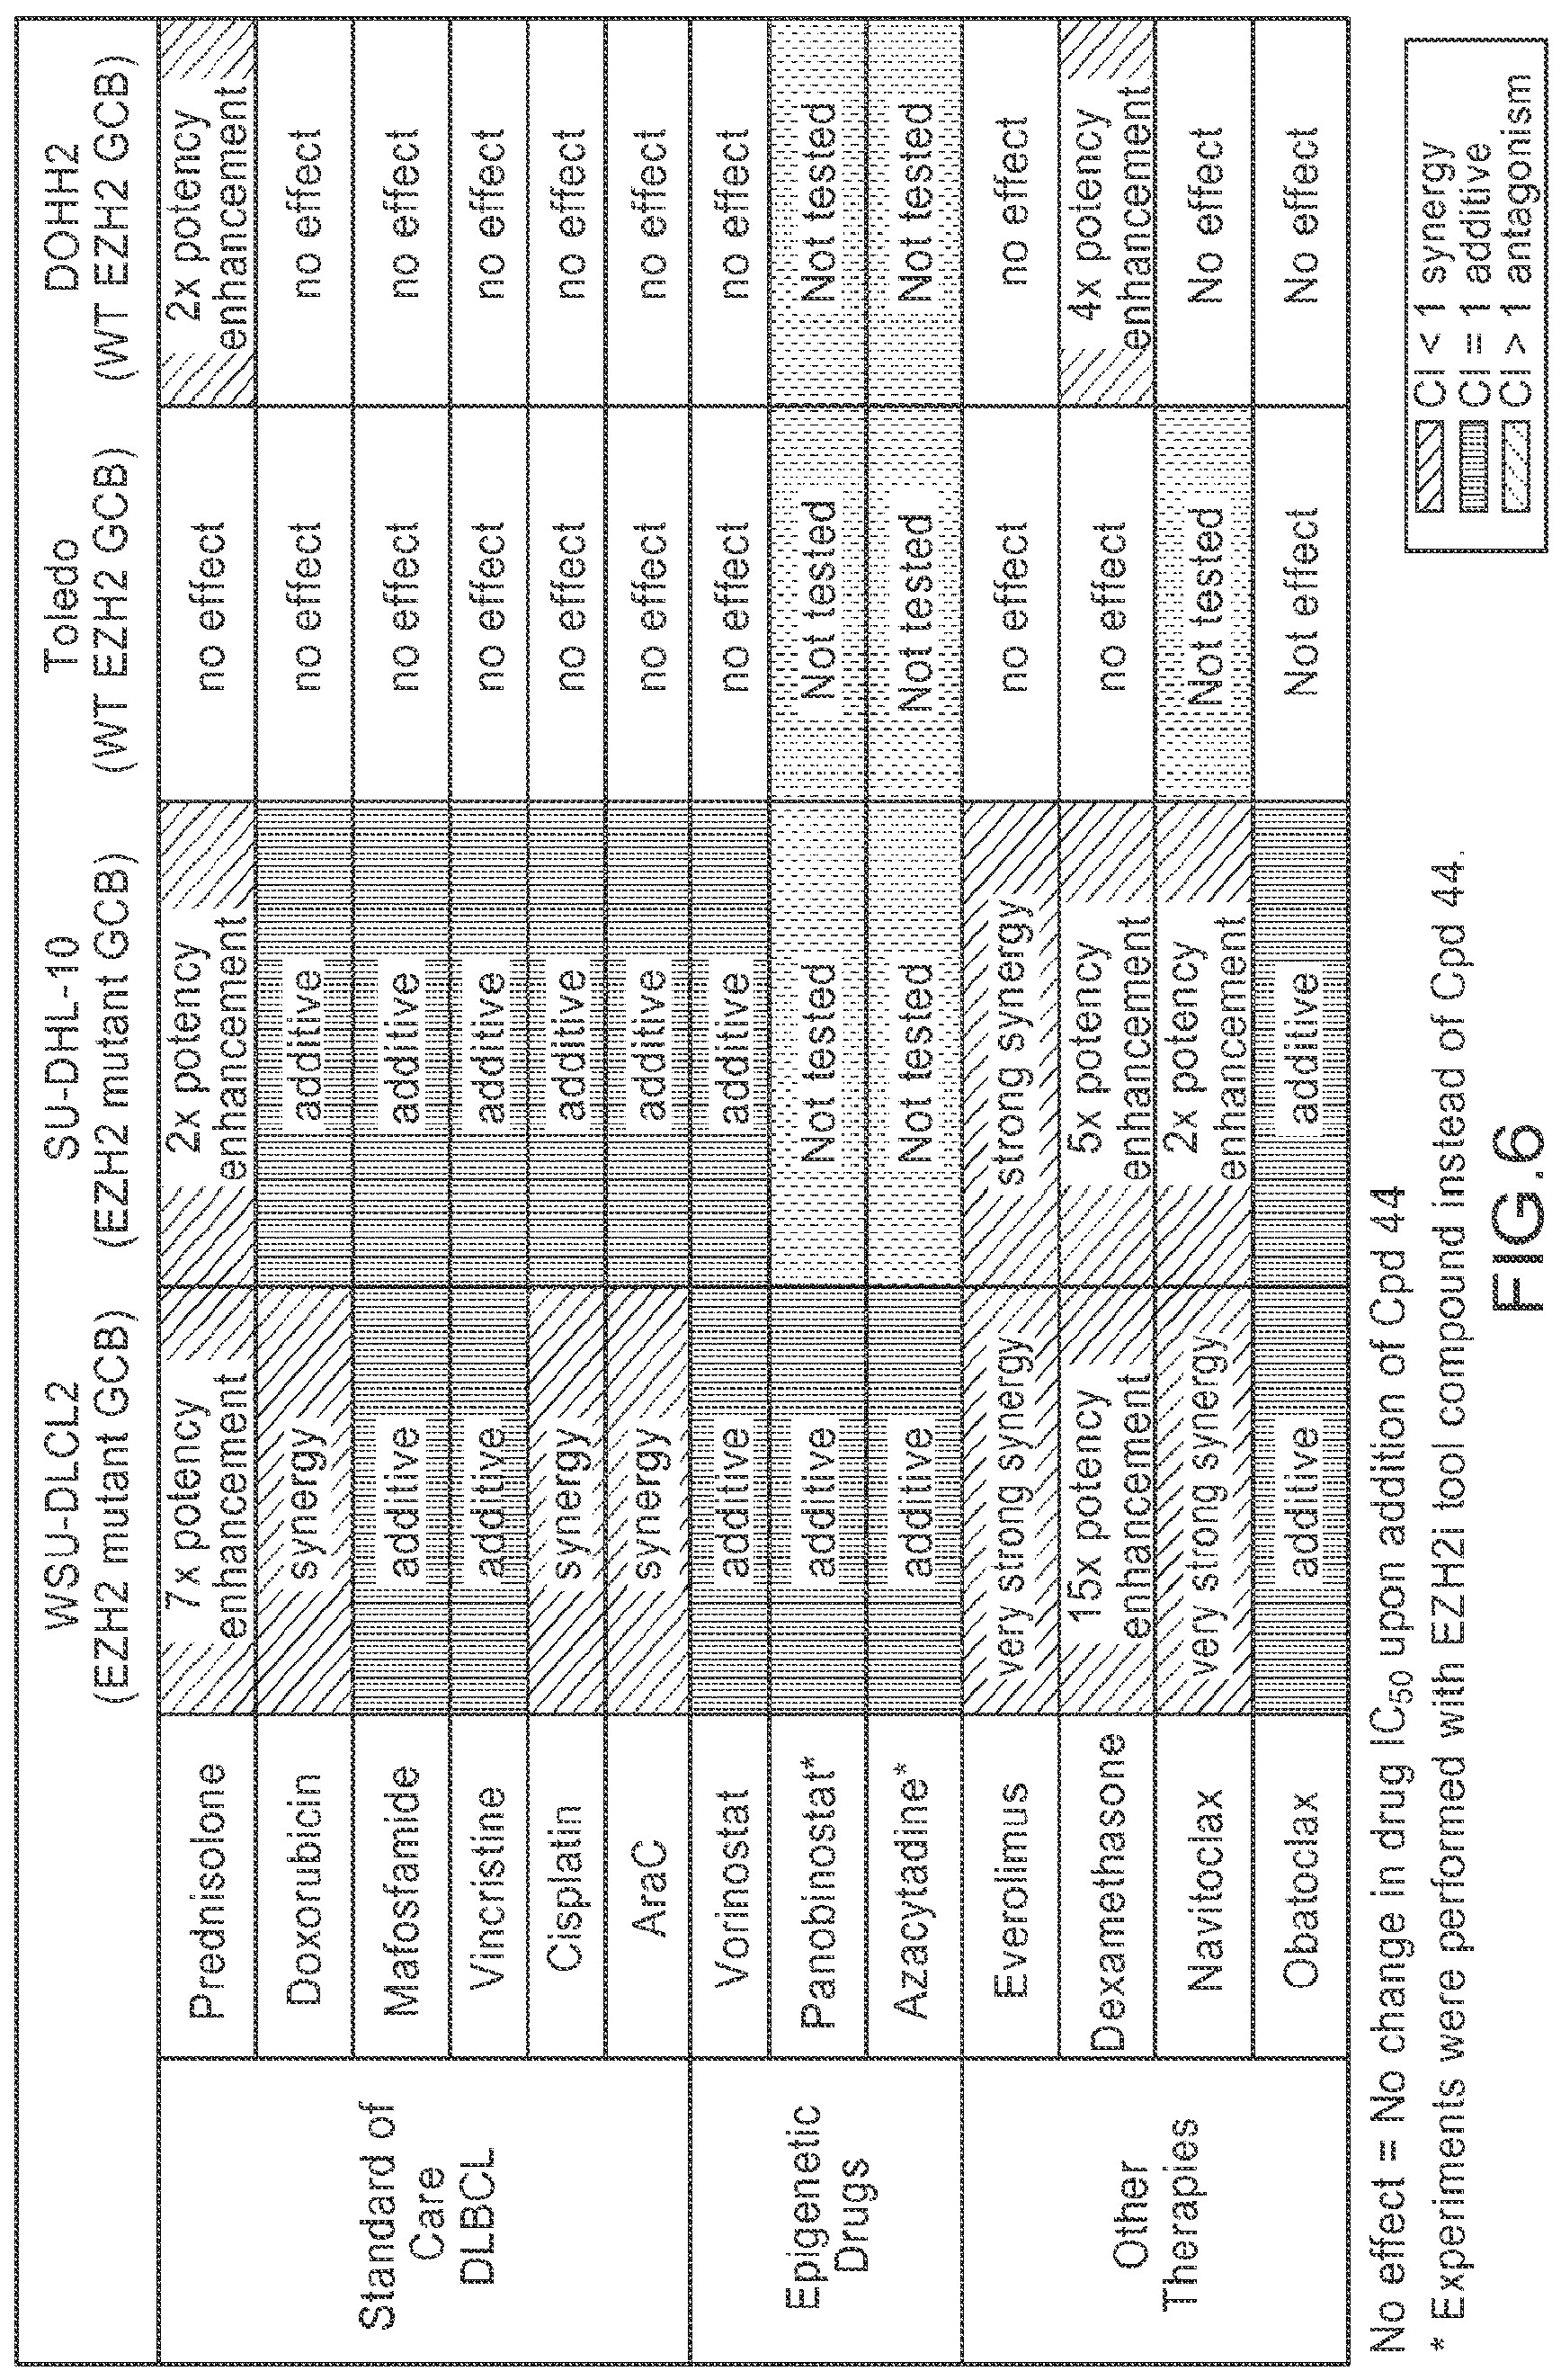 WSU-DLCL2
(EZH2 mutant GCB)
SU-DHL-10
(EZH2 mutant GCB)
Toledo
(WT EZH2 GCB)
DOHH2
(WT EZH2 GCB)
Standard of
Care
DLBCL
Prednisolone
7x potency
enhancement
2x potency
enhancement
no effect
2x potency
enhancement
Doxorubicin
synergy
additive
no effect
no effect
Mafosfamide
additive
additive
no effect
no effect
Vincristine
additive
additive
no effect
no effect
Cisplatin
synergy
additive
no effect
no effect
AraC
synergy
additive
no effect
no effect
Epigenetic
Drugs
Vorinostat
additive
additive
no effect
no effect
Panobinostat*
additive
Not tested
Not tested
Not tested
Azacytadine*
additive
Not tested
Not tested
Not tested
Other
Therapies
Everolimus
very strong synergy
strong synergy
no effect
no effect
Dexamethasone
15x potency
enhancement
5x potency
enhancement
no effect
4x potency
enhancement
Navitoclax
very strong synergy
2x potency
enhancement
Not tested
No effect
Obatoclax
additive
additive
Not effect
No effect
No effect = No change in drug IC50 upon addition of Cpd 44
* Experiments were performed with EZH2i tool compound instead of Cpd 44.
CI < 1 synergy
CI = 1 additive
CI > 1 antagonism
FIG.6